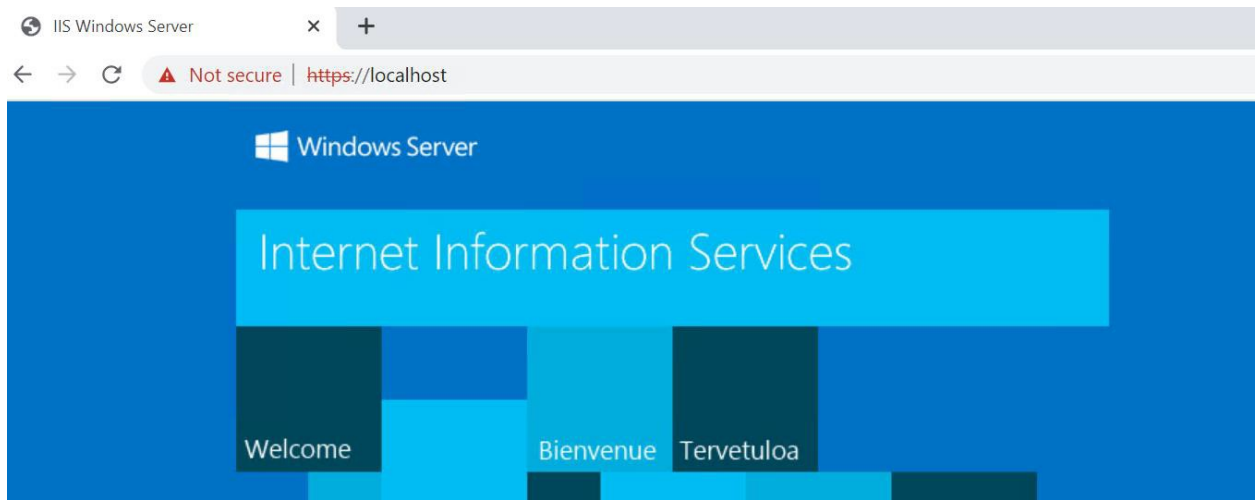 IIS Windows Server
Not secure | https://localhost
Windows Server
Internet Information Services
Welcome Bienvenue Tervetuloa